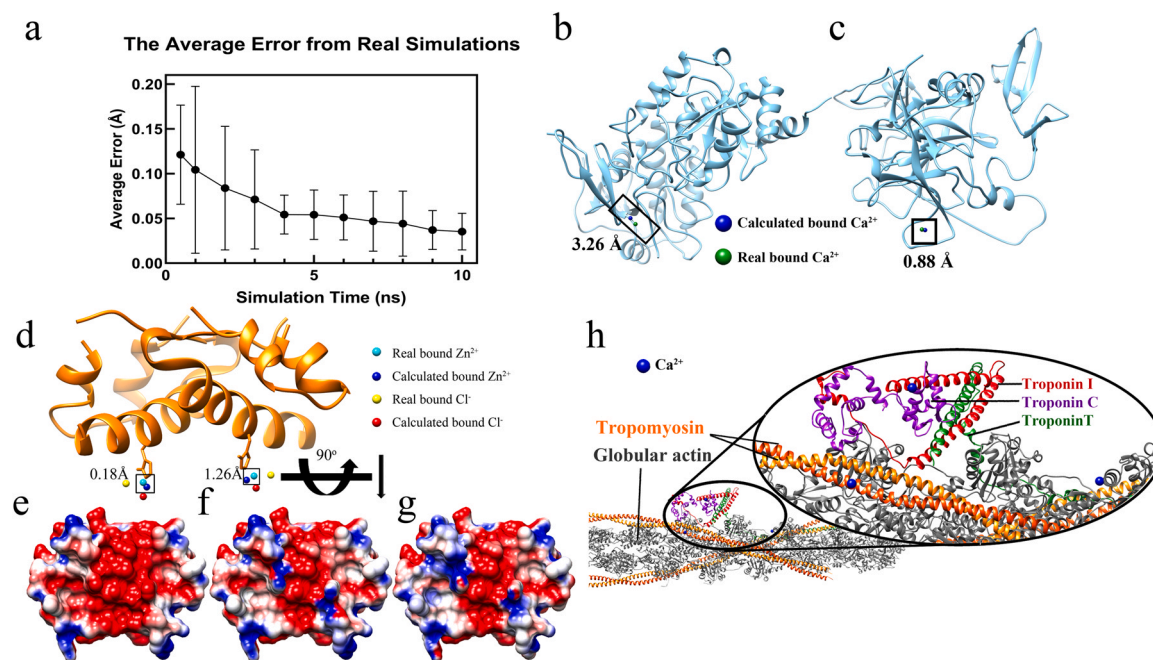 a
The Average Error from Real Simulations
0.20
0.15
0.10
0.05
0.00
Average Error (Å)
0
5
10
Simulation Time (ns)
b
3.26 Å
Calculated bound Ca²⁺
Real bound Ca²⁺
c
0.88 Å
d
Real bound Zn²⁺
Calculated bound Zn²⁺
Real bound Cl⁻
Calculated bound Cl⁻
0.18Å
1.26Å
90°
e
f
g
h
Ca²⁺
Troponin I
Troponin C
TroponinT
Tropomyosin
Globular actin